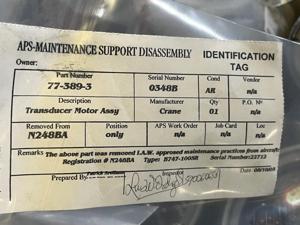 APS-MAINTENANCE SUPPORT DISASSEMBLY IDENTIFICATION TAG
Owner:
Part Number Serial Number Cond Vendor
77-389-3 0348B AR n/a
Description Manufacturer Crane P.O. Nº
Transducer Motor Assy Crane 01 n/a
Removed From Position APS Work Order Job Card Loc
N248BA only n/a n/a n/a
Remarks The above part was removed I.A.W. approved maintenance practices from aircraft:
Registration # N248BA Type: B747-100SR Serial Number:22712
Prepared By Inspector